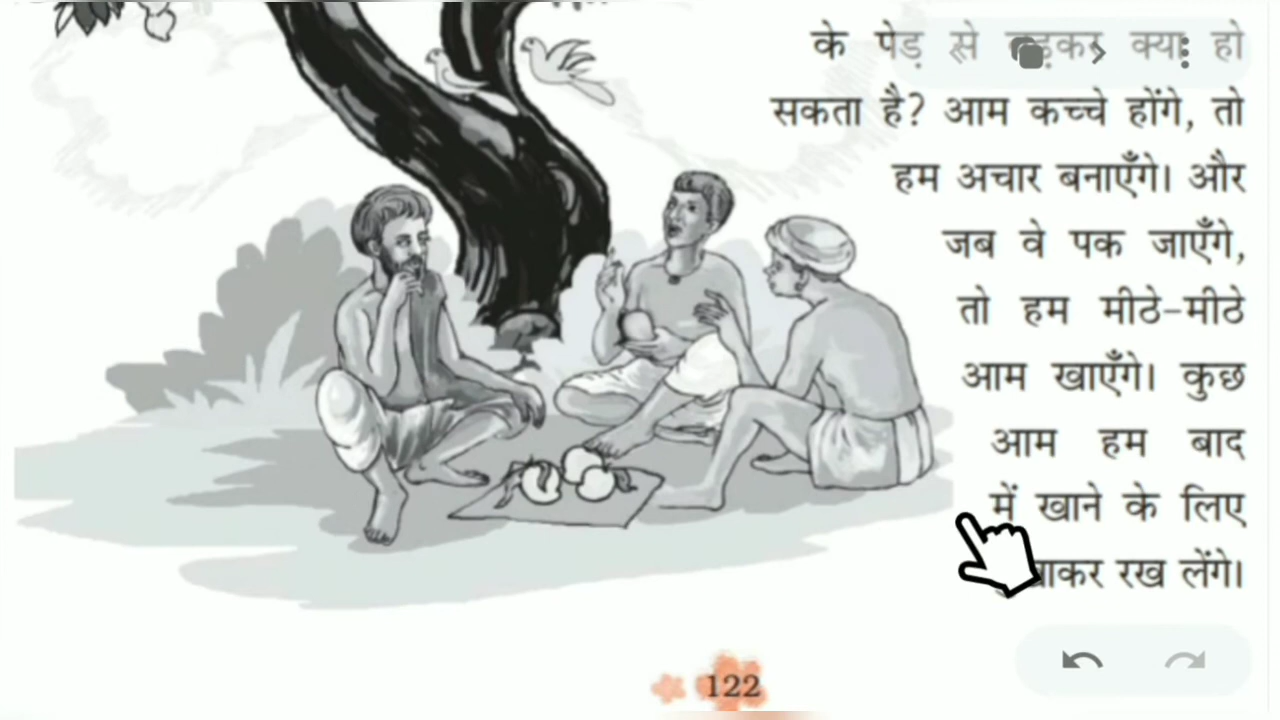 के पेड़ से क्या हो
सकता है? आम कच्चे होंगे, तो
हम अचार बनाएँगे। और
जब वे पक जाएँगे,
तो हम मीठे-मीठे
आम खाएँगे। कुछ
आम हम बाद
में खाने के लिए
रख लेंगे।
122